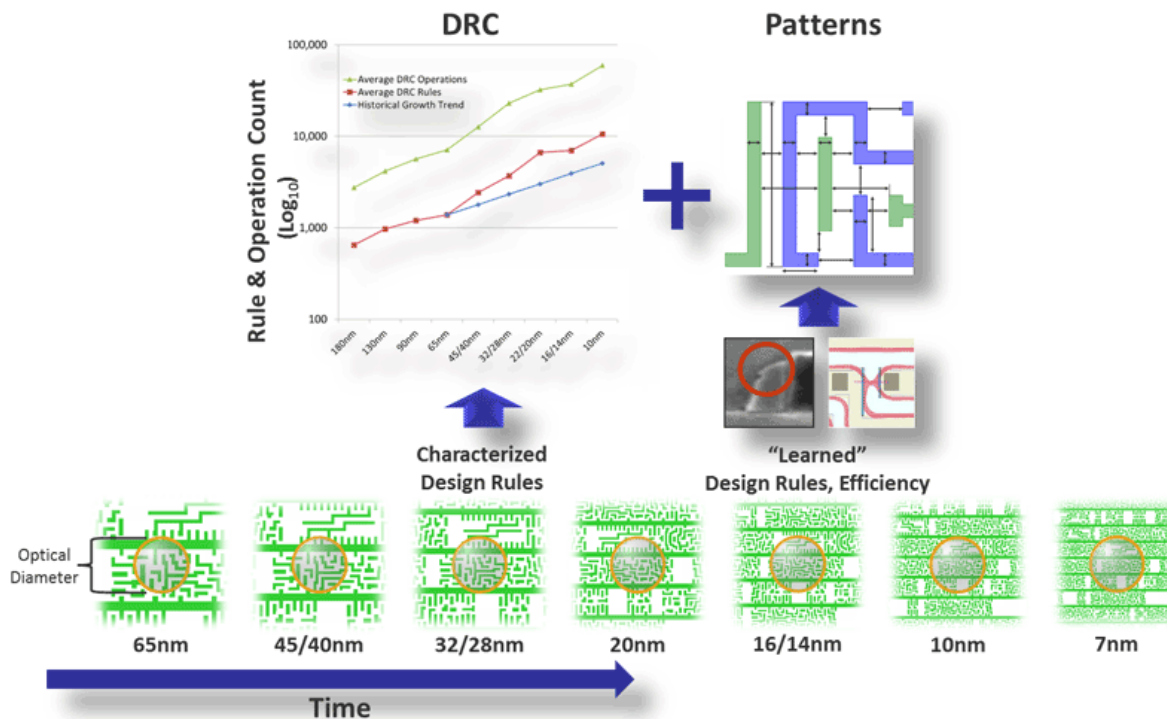 DRC
Patterns
Rule & Operation Count
(Log10)
100,000
10,000
1,000
100
Average DRC Operations
Average DRC Rules
Historical Growth Trend
180nm
130nm
90nm
65nm
45/40nm
32/28nm
22/20nm
16/14nm
10nm
Characterized
Design Rules
“Learned”
Design Rules, Efficiency
Optical
Diameter
65nm
45/40nm
32/28nm
20nm
16/14nm
10nm
7nm
Time